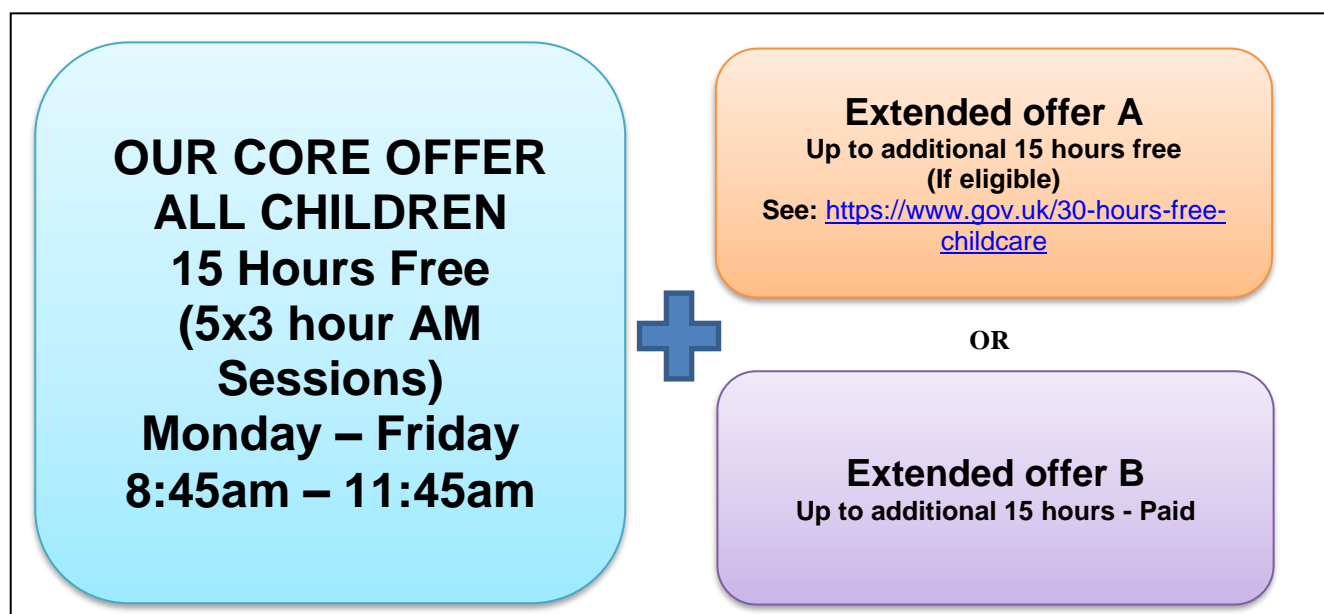 OUR CORE OFFER
ALL CHILDREN
15 Hours Free
(5x3 hour AM
Sessions)
Monday – Friday
8:45am – 11:45am
Extended offer A
Up to additional 15 hours free
(If eligible)
See: https://www.gov.uk/30-hours-free-
childcare
OR
Extended offer B
Up to additional 15 hours - Paid